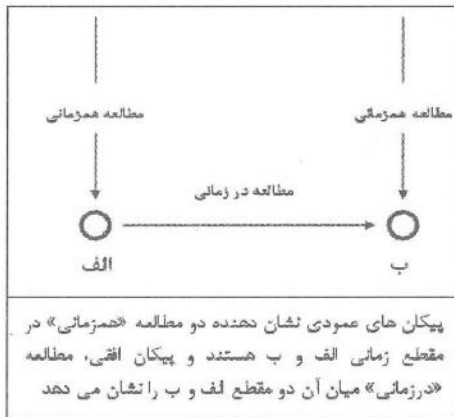 مطالعه همزمانی
مطالعه همزمانی
مطالعه در زمانی
الف
ب
پیکان های عمودی نشان دهنده دو مطالعه «همزمانی» در
مقطع زمانی الف و ب هستند و پیکان افقی، مطالعه
«درزمانی» میان آن دو مقطع الف و ب را نشان می دهد